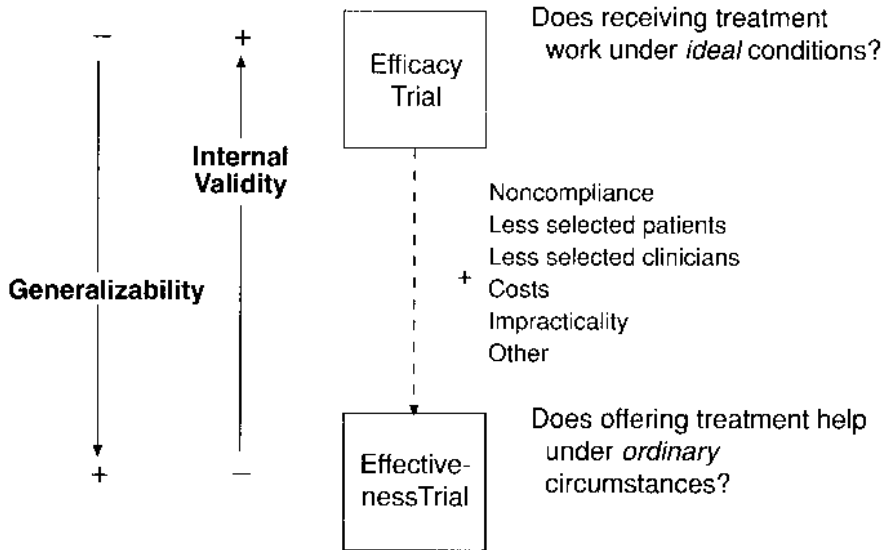 − +
Efficacy
Trial
Does receiving treatment
work under ideal conditions?
Internal
Validity
Generalizability
+
Noncompliance
Less selected patients
Less selected clinicians
Costs
Impracticality
Other
+ −
Effective-
nessTrial
Does offering treatment help
under ordinary
circumstances?